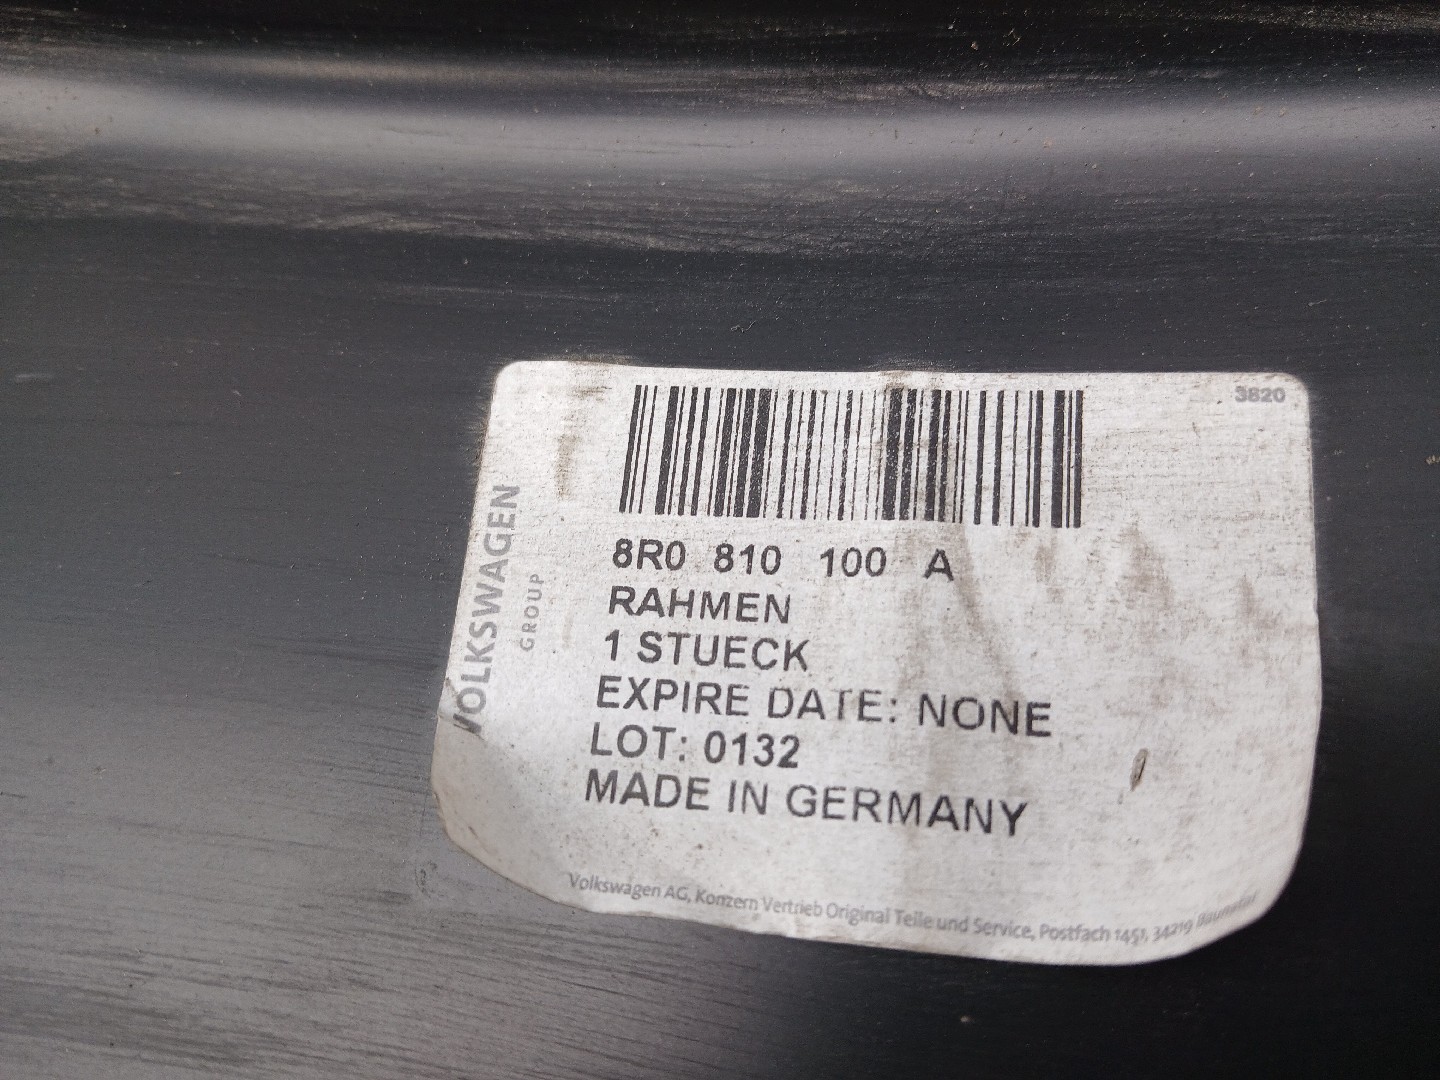 3820
8R0 810 100 A
RAHMEN
1 STUECK
EXPIRE DATE: NONE
LOT: 0132
MADE IN GERMANY
VOLKSWAGEN
GROUP
Volkswagen AG, Konzern Vertrieb Original Teile und Service, Postfach 1451, 34219 Baunatal